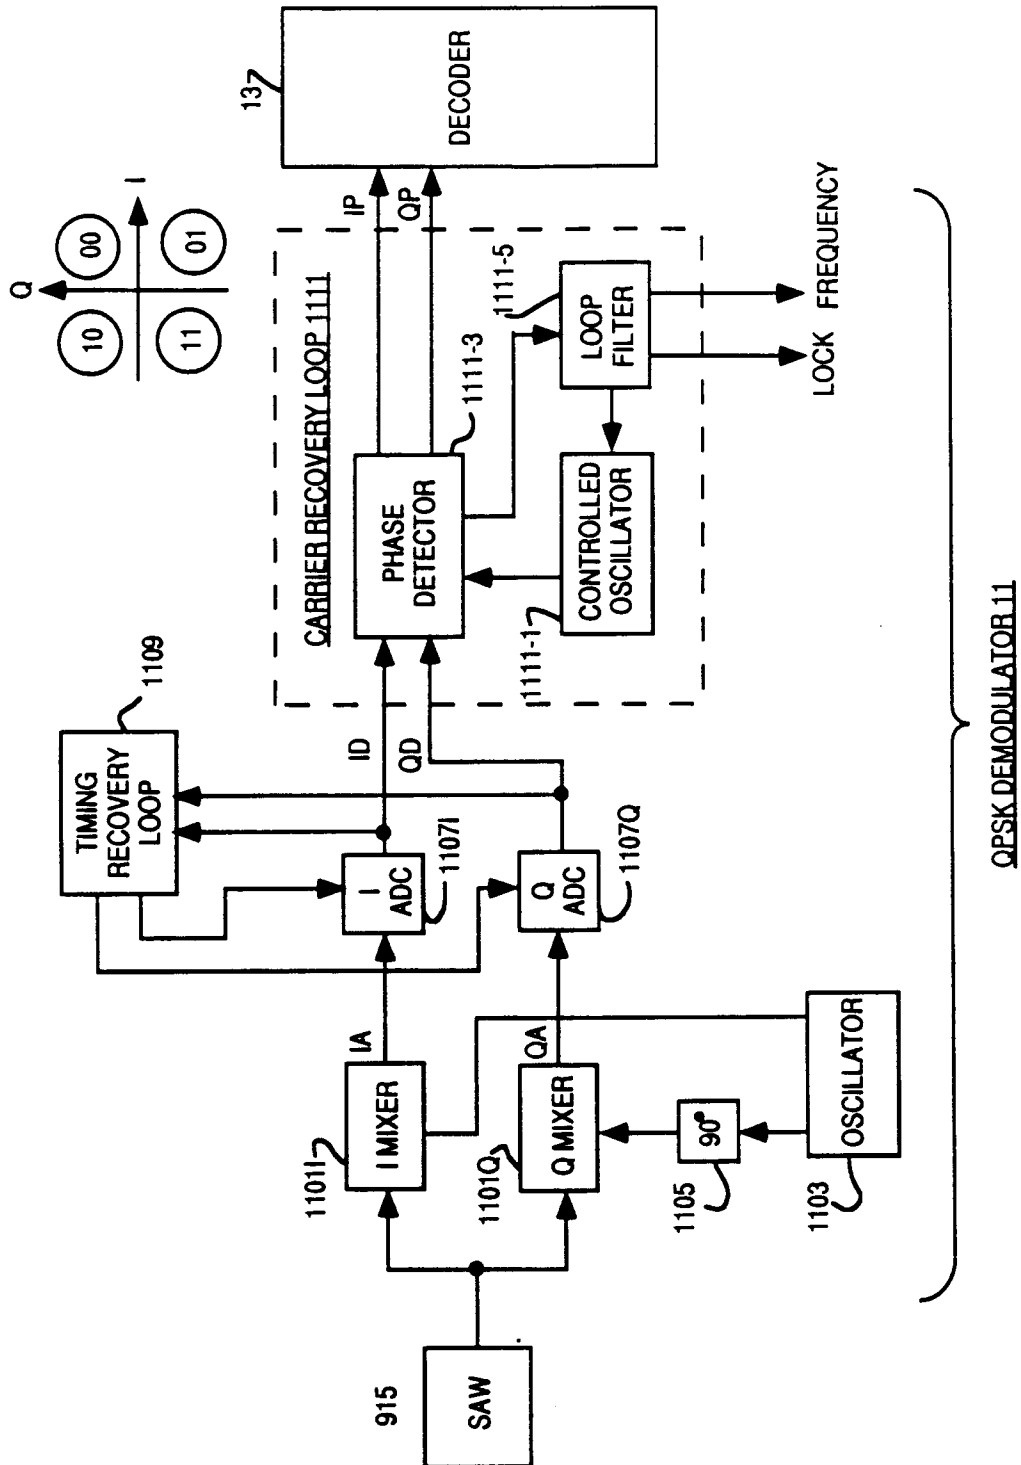 Q
I
10
00
11
01
13
DECODER
IP
QP
CARRIER RECOVERY LOOP 1111
1111-3
1111-5
PHASE
DETECTOR
LOOP
FILTER
1111-1
CONTROLLED
OSCILLATOR
LOCK
FREQUENCY
1109
TIMING
RECOVERY
LOOP
ID
QD
I
ADC
1107I
Q
ADC
1107Q
IA
QA
1101I
I MIXER
1101Q
Q MIXER
1105
90°
1103
OSCILLATOR
915
SAW
QPSK DEMODULATOR 11